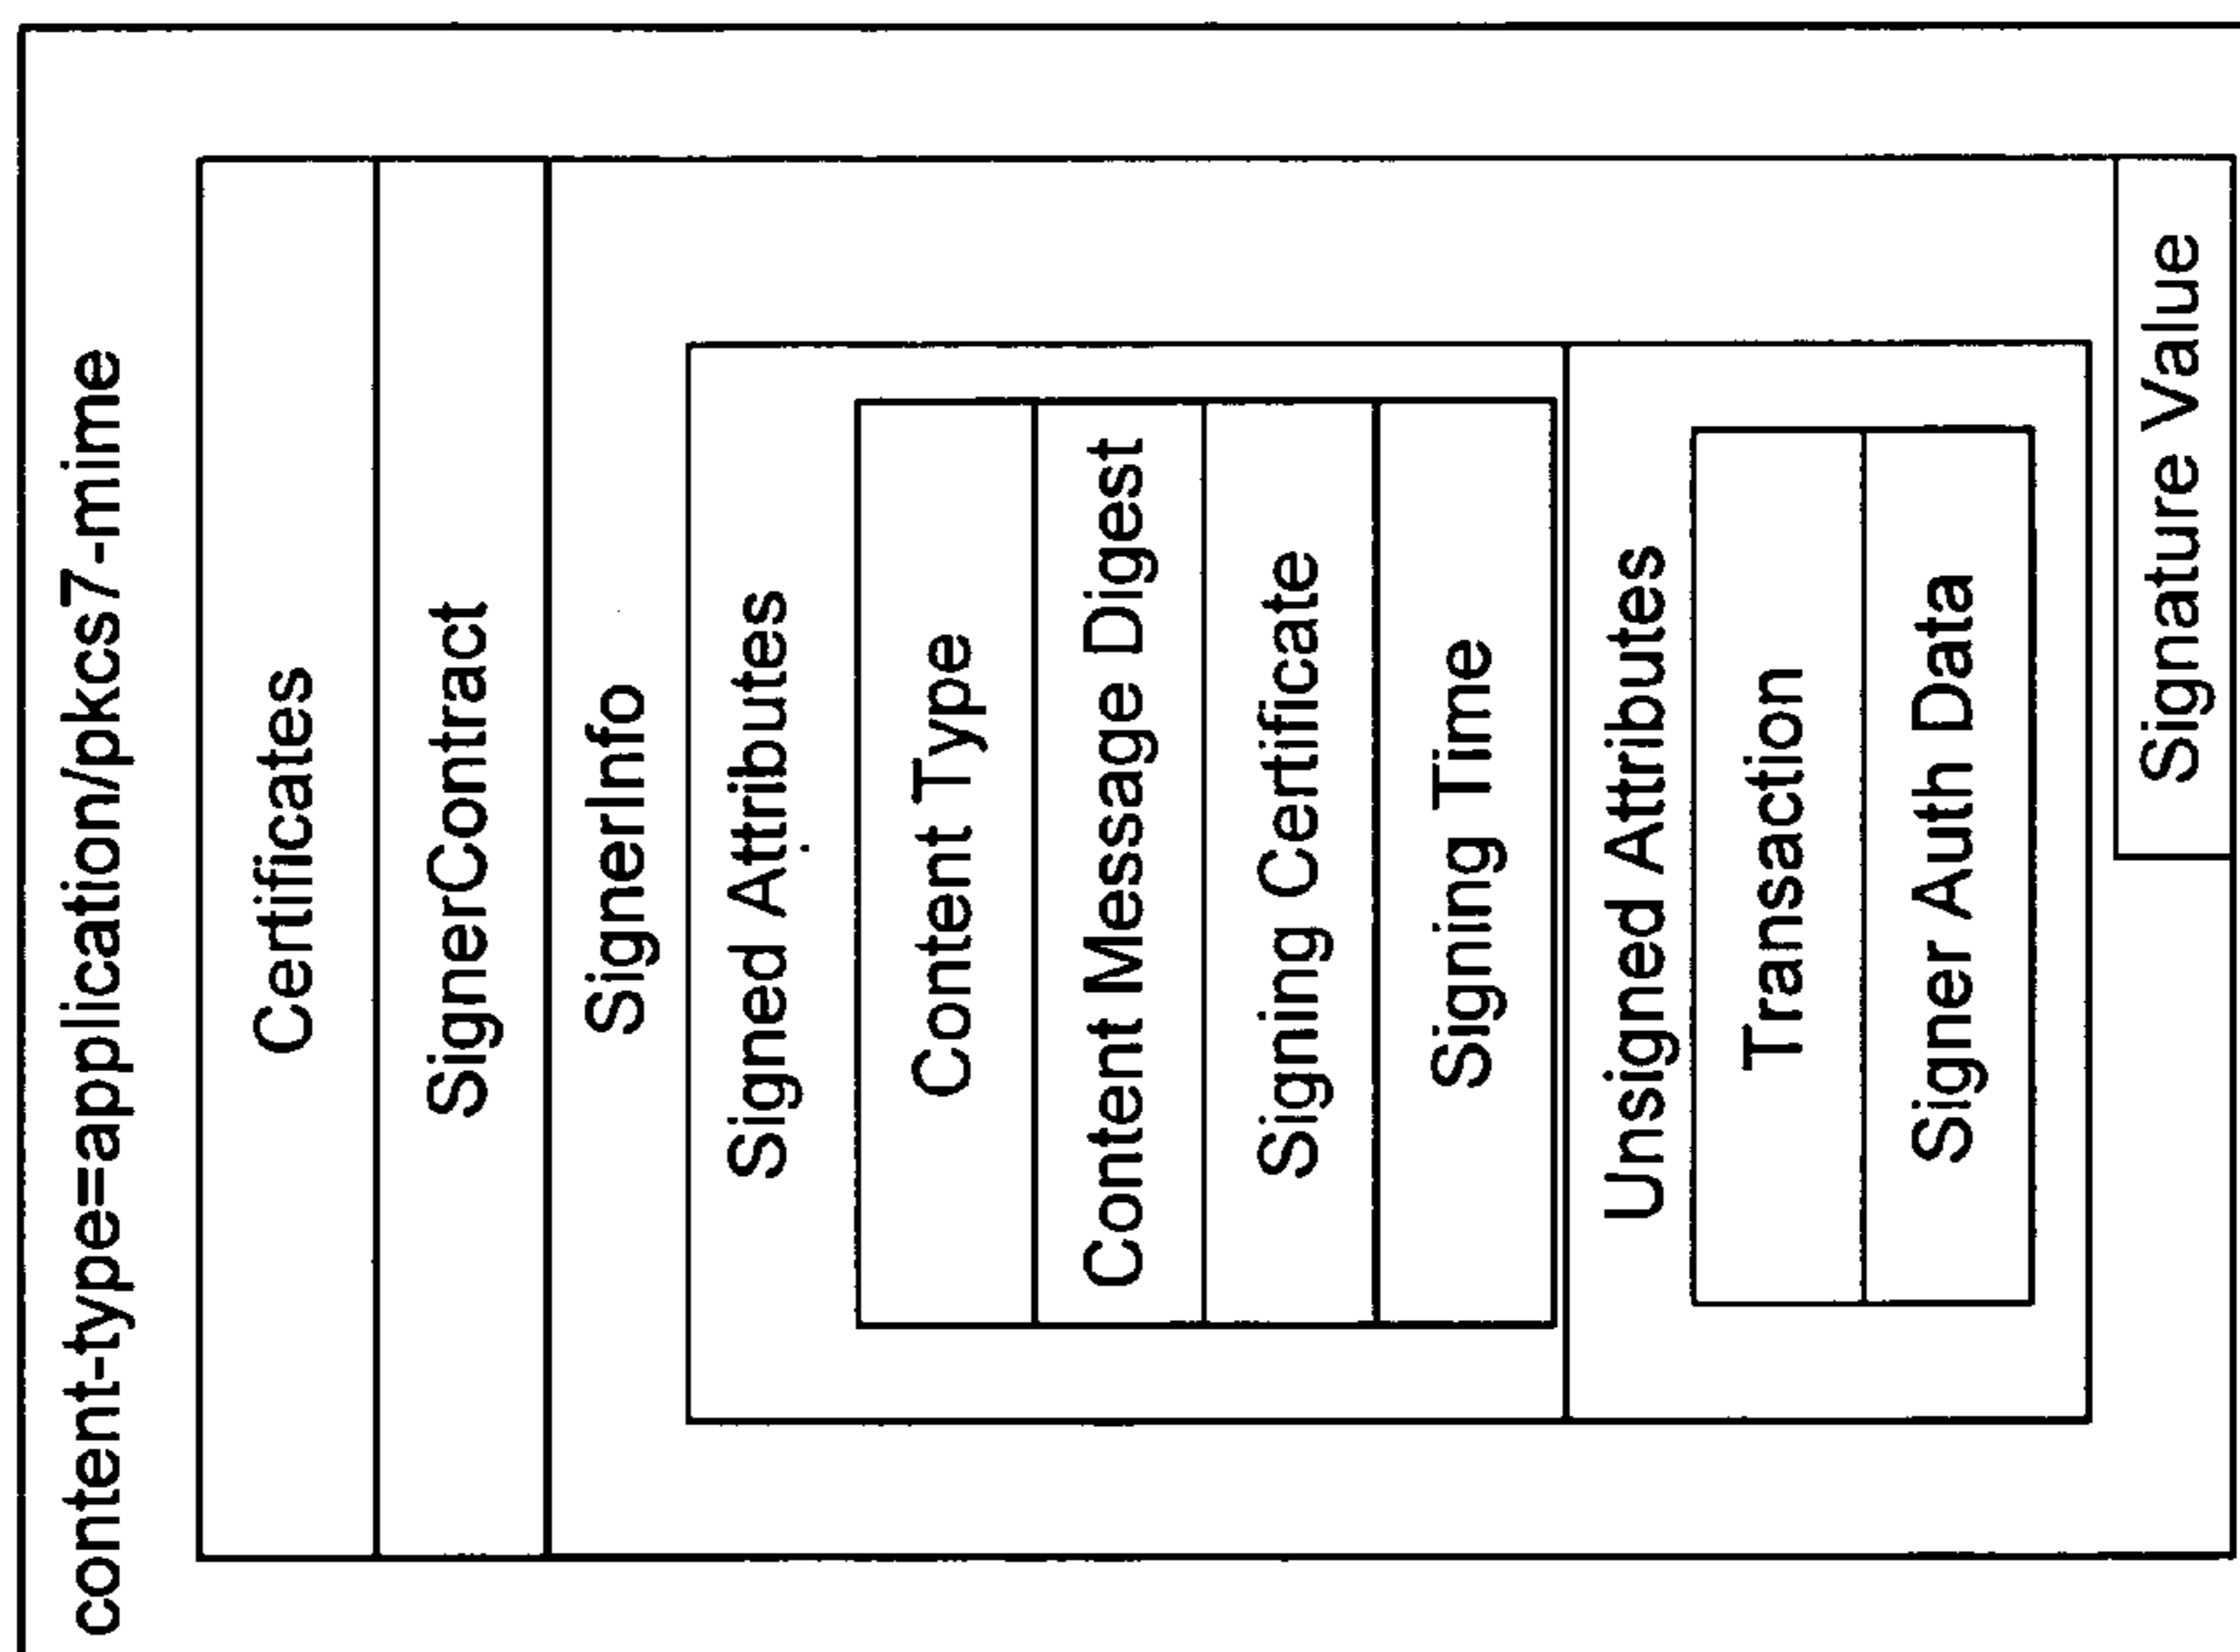 content-type=application/pkcs7-mime
Certificates
SignerContract
SignerInfo
Signed Attributes
Content Type
Content Message Digest
Signing Certificate
Signing Time
Unsigned Attributes
Transaction
Signer Auth Data
Signature Value